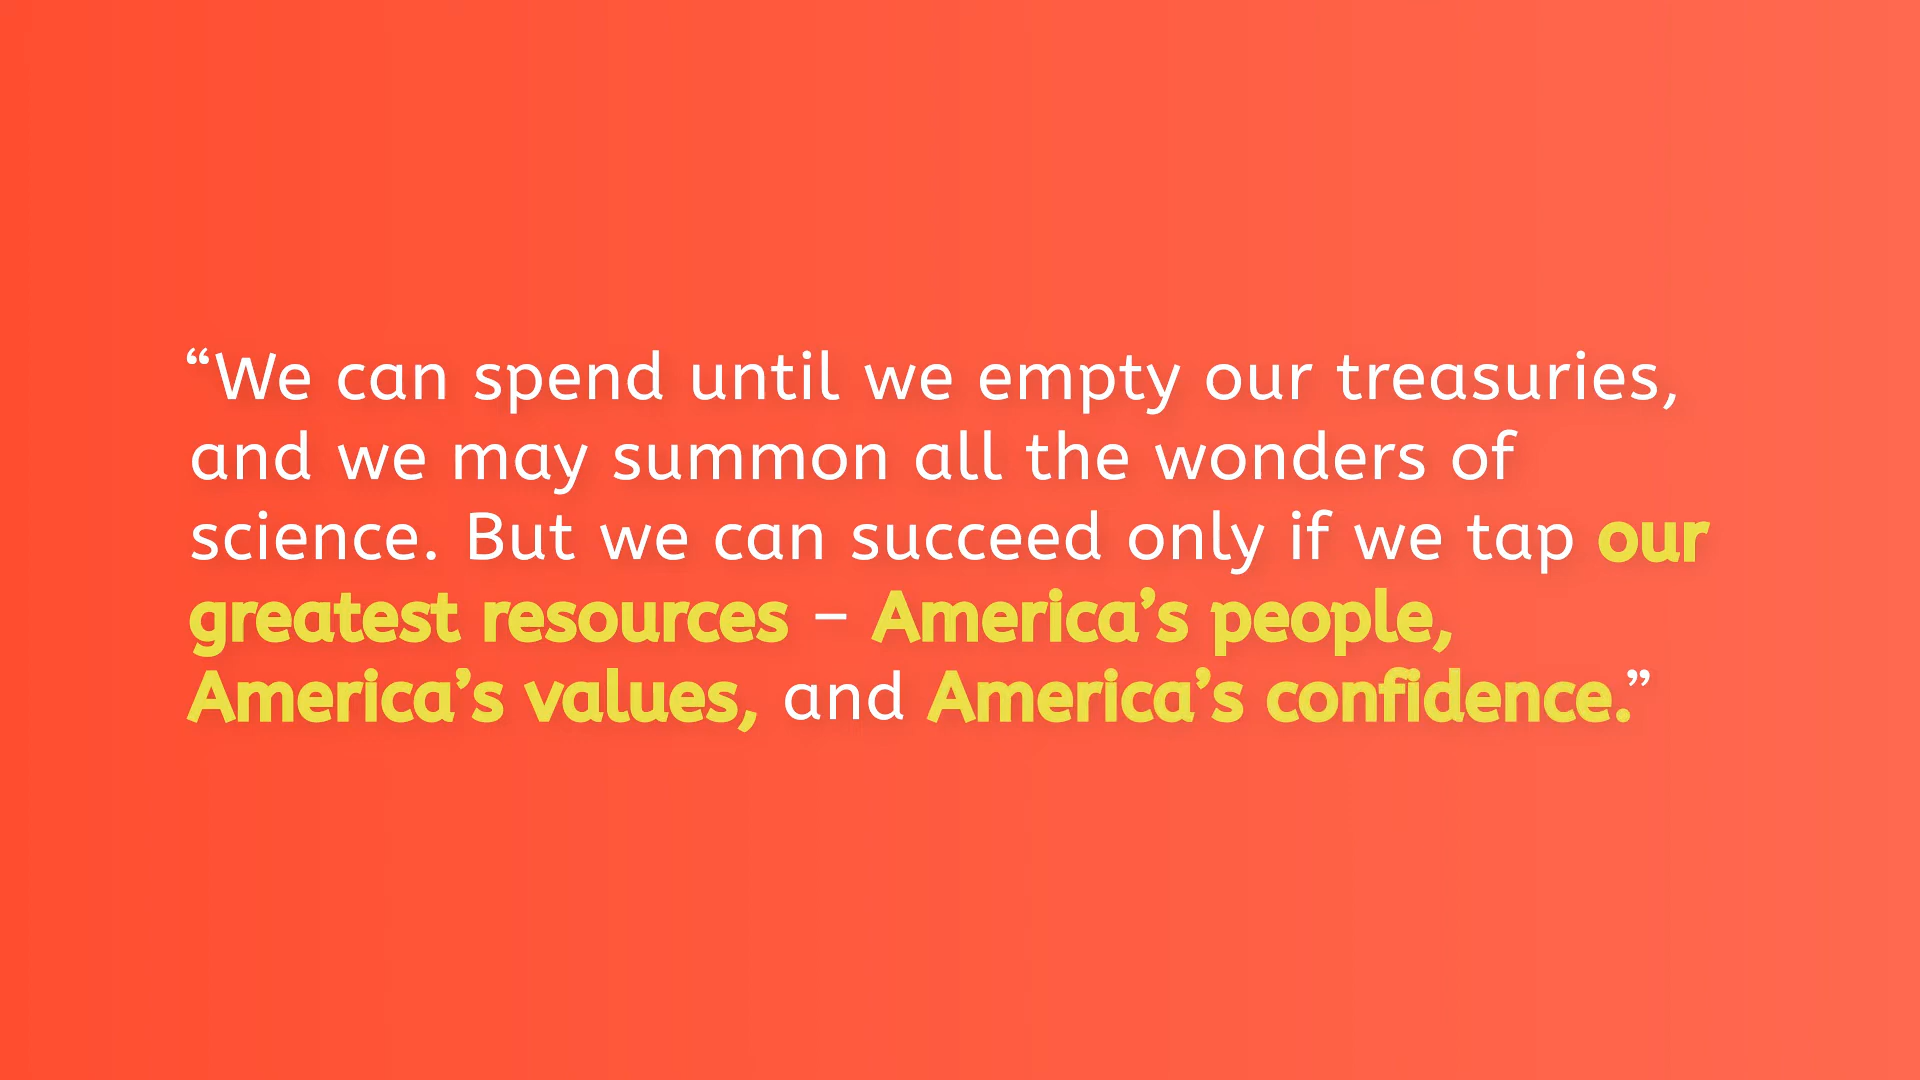 “We can spend until we empty our treasuries,
and we may summon all the wonders of
science. But we can succeed only if we tap our
greatest resources – America’s people,
America’s values, and America’s confidence.”